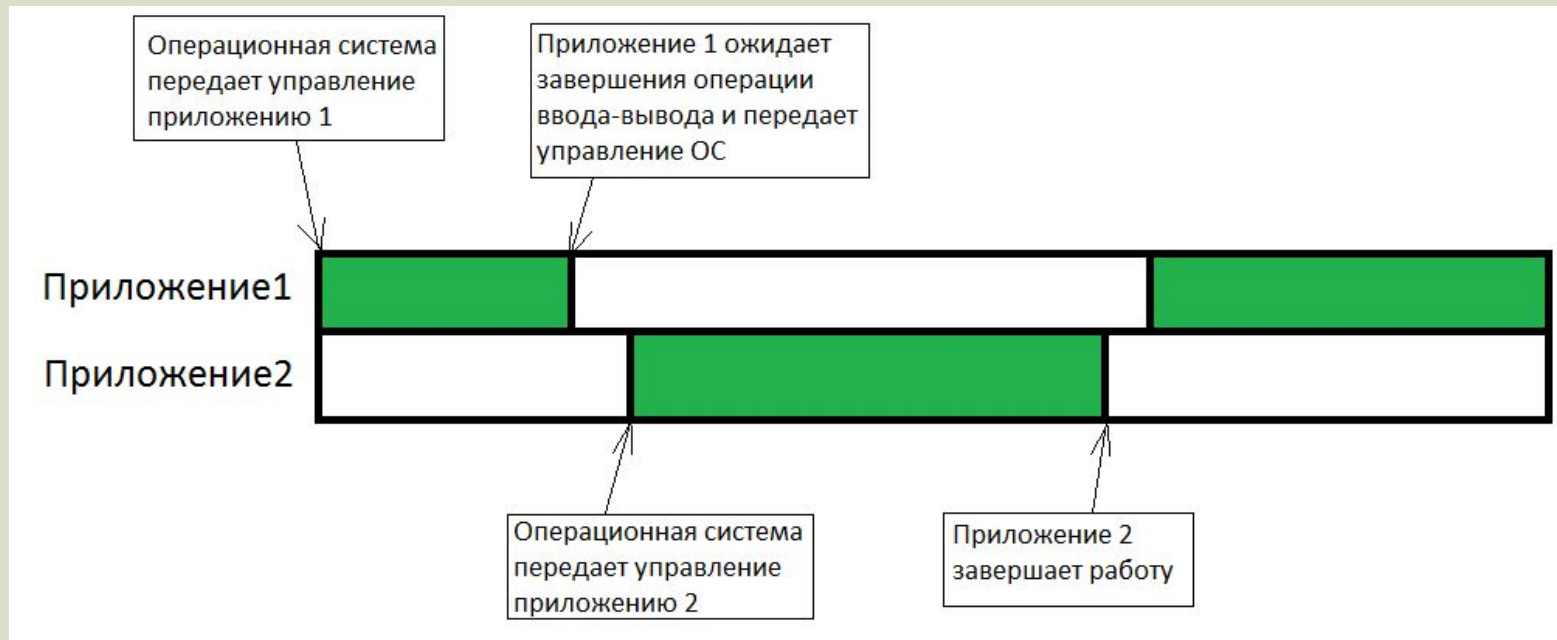 Операционная система
передает управление
приложению 1
Приложение 1 ожидает
завершения операции
ввода-вывода и передает
управление ОС
Приложение1
Приложение2
Операционная система
передает управление
приложению 2
Приложение 2
завершает работу